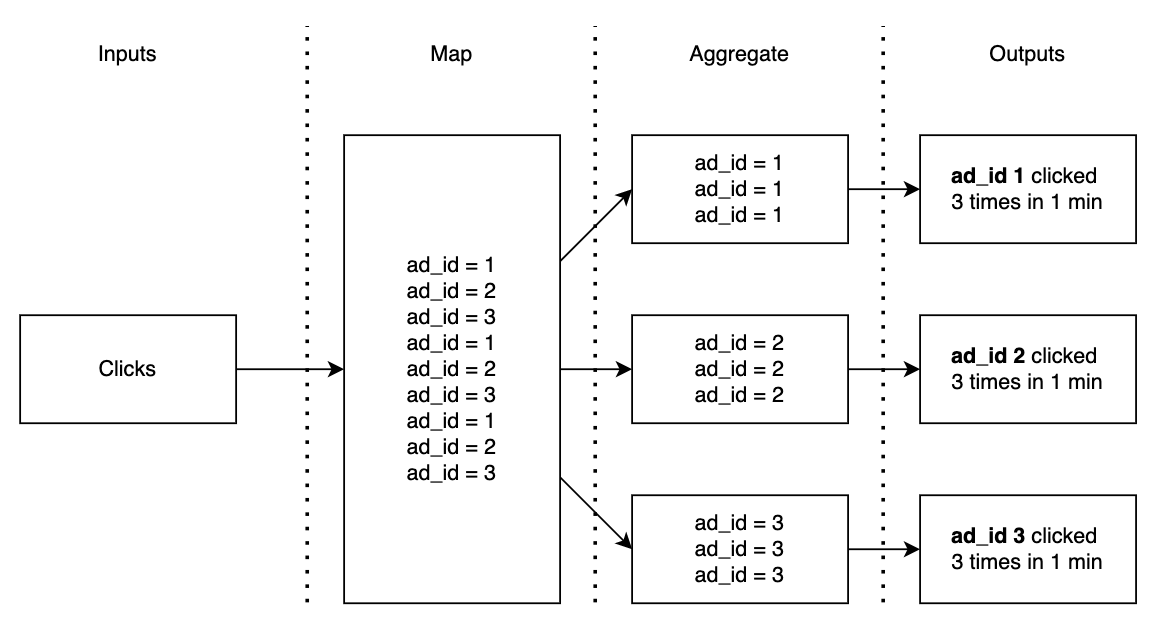 Inputs
Map
Aggregate
Outputs
Clicks
ad_id = 1
ad_id = 2
ad_id = 3
ad_id = 1
ad_id = 2
ad_id = 3
ad_id = 1
ad_id = 2
ad_id = 3
ad_id = 1
ad_id = 1
ad_id = 1
ad_id = 2
ad_id = 2
ad_id = 2
ad_id = 3
ad_id = 3
ad_id = 3
ad_id 1 clicked
3 times in 1 min
ad_id 2 clicked
3 times in 1 min
ad_id 3 clicked
3 times in 1 min